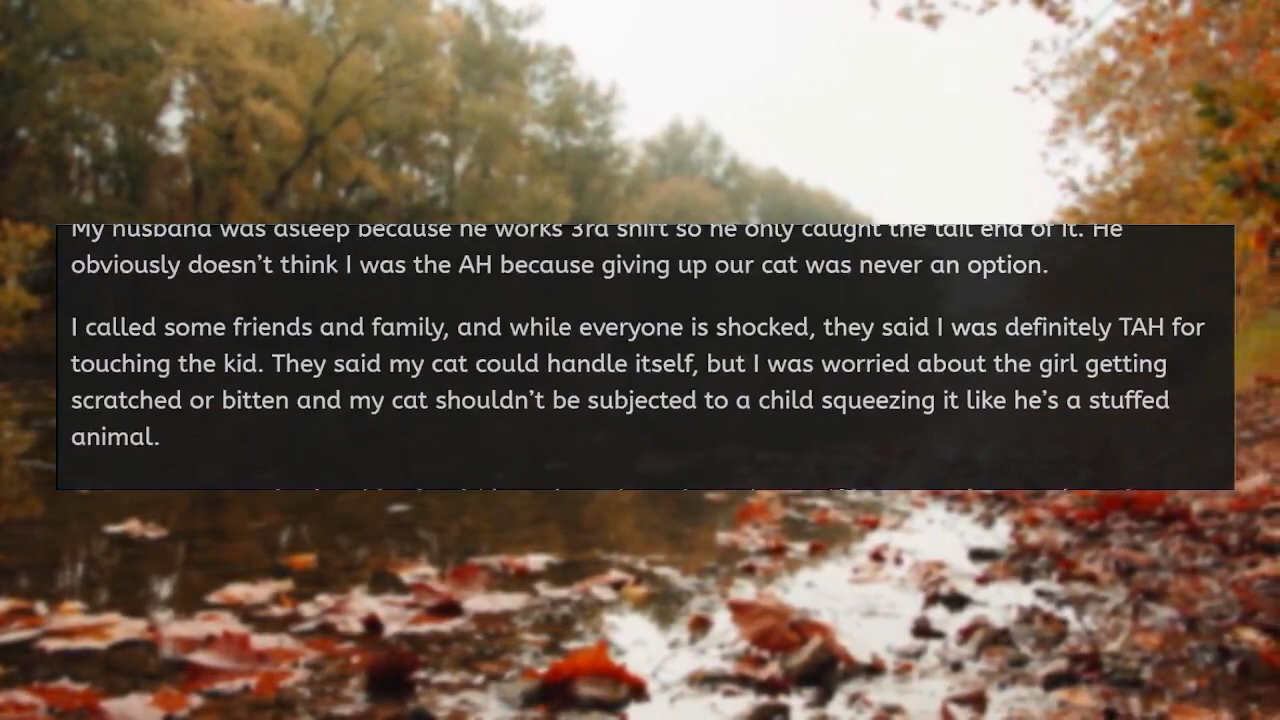 My husband was asleep because he works 3rd shift so he only caught the tail end of it. He
obviously doesn’t think I was the AH because giving up our cat was never an option.
I called some friends and family, and while everyone is shocked, they said I was definitely TAH for
touching the kid. They said my cat could handle itself, but I was worried about the girl getting
scratched or bitten and my cat shouldn’t be subjected to a child squeezing it like he’s a stuffed
animal.